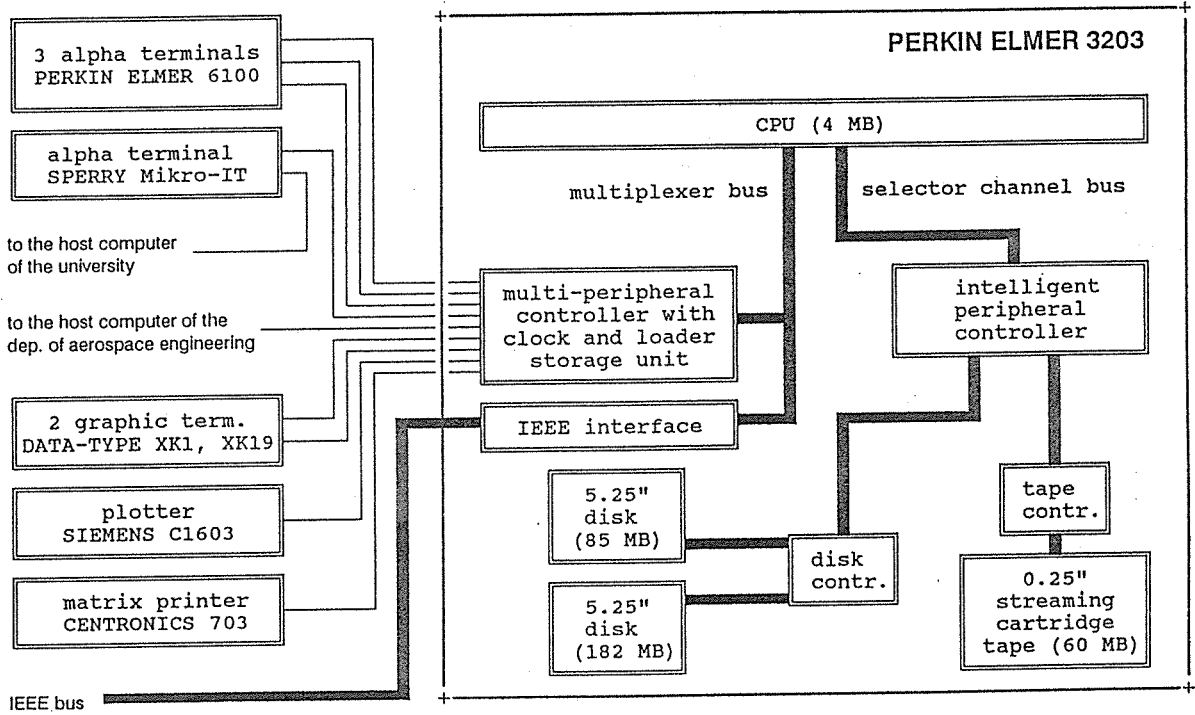 PERKIN ELMER 3203
3 alpha terminals
PERKIN ELMER 6100
CPU (4 MB)
alpha terminal
SPERRY Mikro-IT
multiplexer bus
selector channel bus
to the host computer
of the university
multi-peripheral
controller with
clock and loader
storage unit
intelligent
peripheral
controller
to the host computer of the
dep. of aerospace engineering
2 graphic term.
DATA-TYPE XK1, XK19
IEEE interface
plotter
SIEMENS C1603
5.25"
disk
(85 MB)
tape
contr.
disk
contr.
matrix printer
CENTRONICS 703
5.25"
disk
(182 MB)
0.25"
streaming
cartridge
tape (60 MB)
IEEE bus